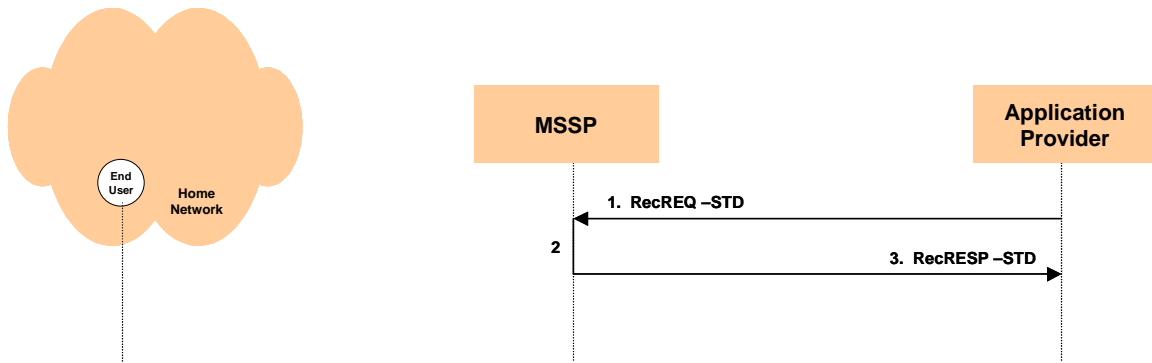 End
User
Home
Network
MSSP
Application
Provider
1. RecREQ –STD
2
3. RecRESP –STD